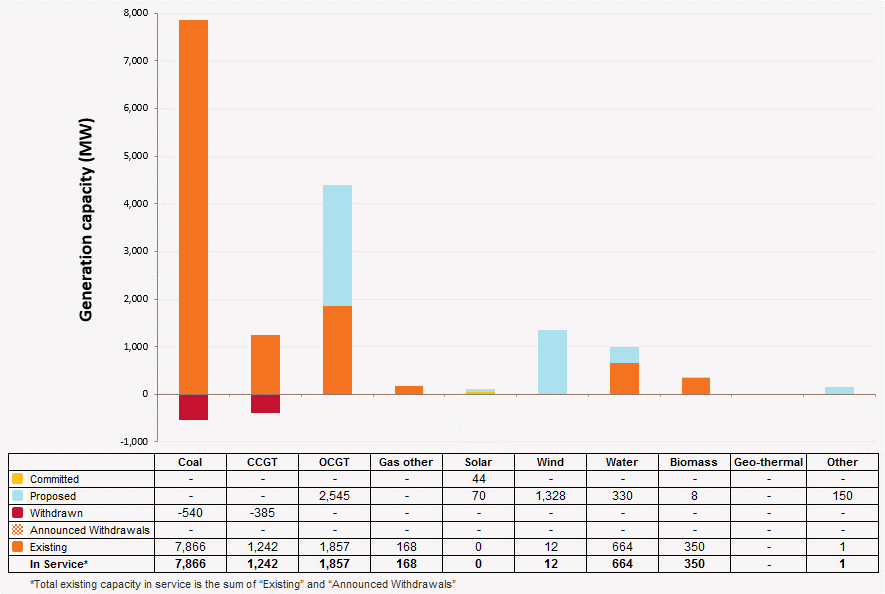 8,000
7,000
6,000
5,000
4,000
3,000
2,000
1,000
0
-1,000
Generation capacity (MW)
Coal CCGT OCGT Gas other Solar Wind Water Biomass Geo-thermal Other
Committed - - - - 44 - - - - -
Proposed - - 2,545 - 70 1,328 330 8 - 150
Withdrawn -540 -385 - - - - - - - -
Announced Withdrawals - - - - - - - - - -
Existing 7,866 1,242 1,857 168 0 12 664 350 - 1
In Service* 7,866 1,242 1,857 168 0 12 664 350 - 1
*Total existing capacity in service is the sum of “Existing” and “Announced Withdrawals”